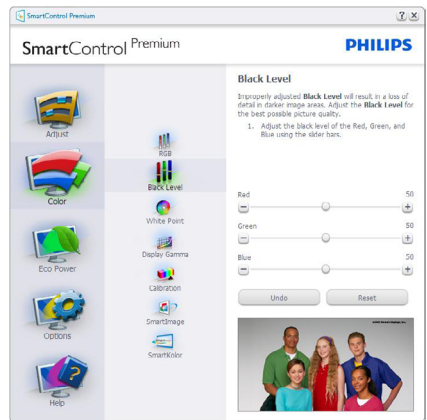 SmartControl Premium
SmartControl Premium
PHILIPS
Adjust
Color
Eco Power
Options
Help
RGB
Black Level
White Point
Display Gamma
Calibration
SmartImage
SmartKolor
Black Level
Improperly adjusted Black Level will result in a loss of
detail in darker image areas. Adjust the Black Level for
the best possible picture quality.
1. Adjust the black level of the Red, Green, and
Blue using the slider bars.
Red 50
Green 50
Blue 50
Undo Reset